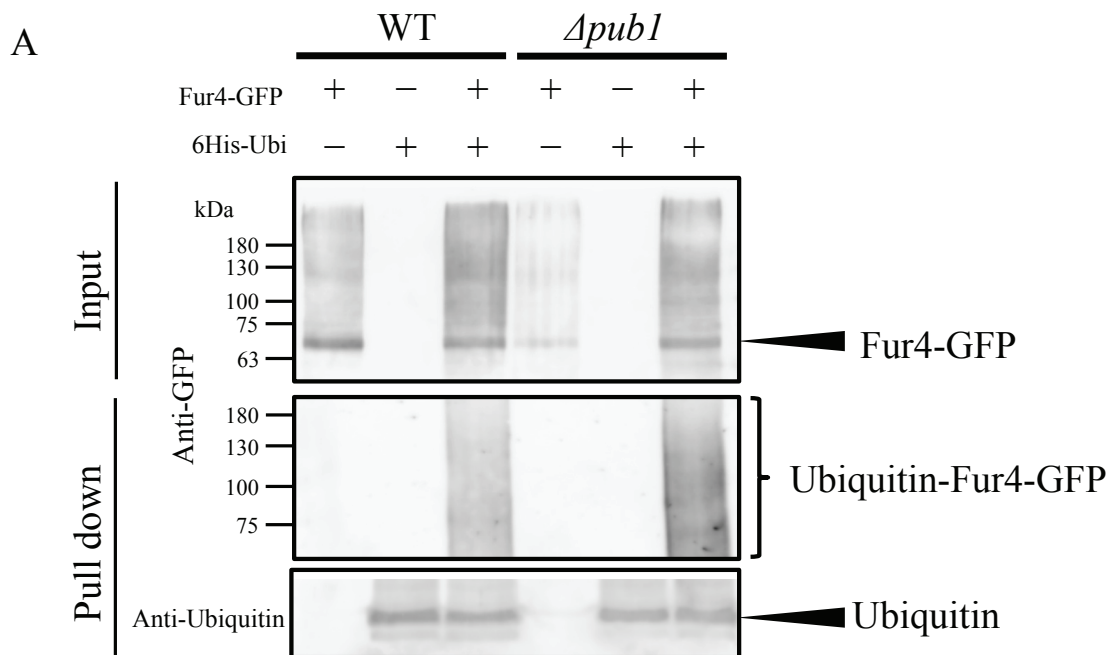 A
WT Δpub1
Fur4-GFP + − + + − +
6His-Ubi − + + − + +
Input
kDa
180
130
100
75
63
Fur4-GFP
Anti-GFP
Pull down
180
130
100
75
Ubiquitin-Fur4-GFP
Anti-Ubiquitin
Ubiquitin